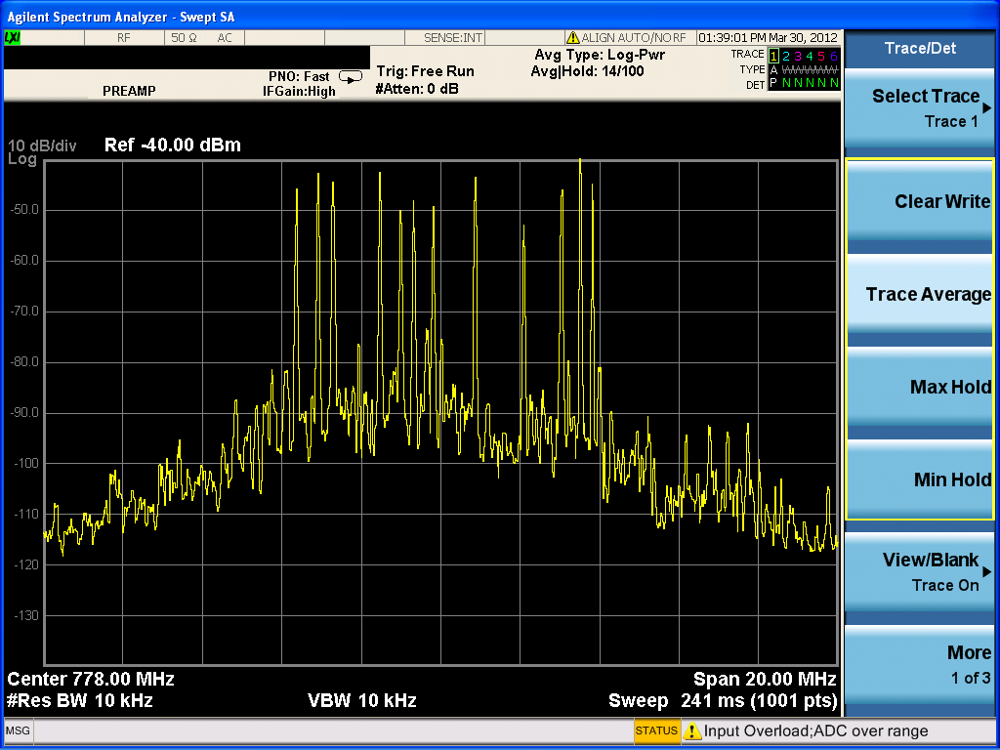 Agilent Spectrum Analyzer - Swept SA
LXI RF 50 Ω AC SENSE:INT ALIGN AUTO/NO RF 01:39:01 PM Mar 30, 2012
Trace/Det
PREAMP
PNO: Fast
IFGain:High
Trig: Free Run
#Atten: 0 dB
Avg Type: Log-Pwr
Avg|Hold: 14/100
TRACE 1 2 3 4 5 6
TYPE A WWWWW
DET P N N N N N
10 dB/div
Log
Ref -40.00 dBm
-50.0
-60.0
-70.0
-80.0
-90.0
-100
-110
-120
-130
Center 778.00 MHz
#Res BW 10 kHz
VBW 10 kHz
Span 20.00 MHz
Sweep 241 ms (1001 pts)
Select Trace
Trace 1
Clear Write
Trace Average
Max Hold
Min Hold
View/Blank
Trace On
More
1 of 3
MSG
STATUS
Input Overload;ADC over range